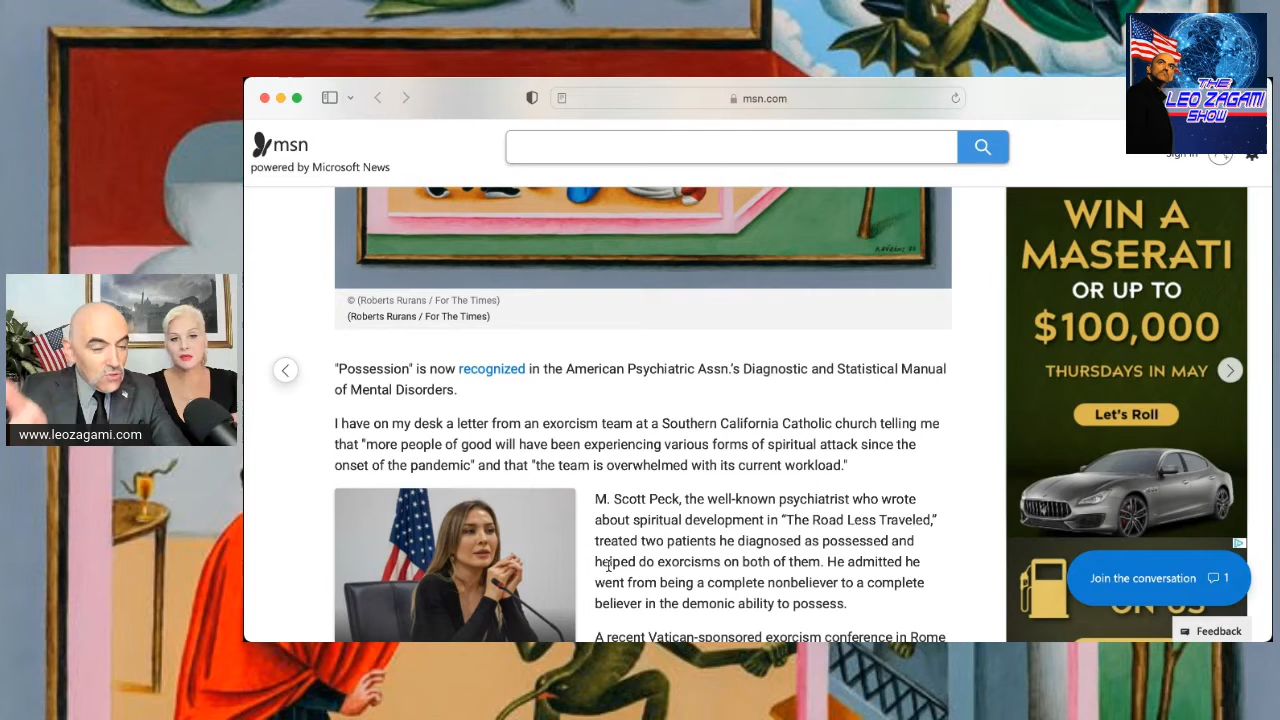 THE
LEO ZAGAMI
SHOW
msn.com
msn
powered by Microsoft News
WIN A
MASERATI
OR UP TO
$100,000
THURSDAYS IN MAY
Let's Roll
© (Roberts Rurans / For The Times)
(Roberts Rurans / For The Times)
"Possession" is now recognized in the American Psychiatric Assn.'s Diagnostic and Statistical Manual
of Mental Disorders.
I have on my desk a letter from an exorcism team at a Southern California Catholic church telling me
that "more people of good will have been experiencing various forms of spiritual attack since the
onset of the pandemic" and that "the team is overwhelmed with its current workload."
www.leozagami.com
M. Scott Peck, the well-known psychiatrist who wrote
about spiritual development in “The Road Less Traveled,”
treated two patients he diagnosed as possessed and
helped do exorcisms on both of them. He admitted he
went from being a complete nonbeliever to a complete
believer in the demonic ability to possess.
A recent Vatican-sponsored exorcism conference in Rome
Join the conversation 1
ON US
Feedback